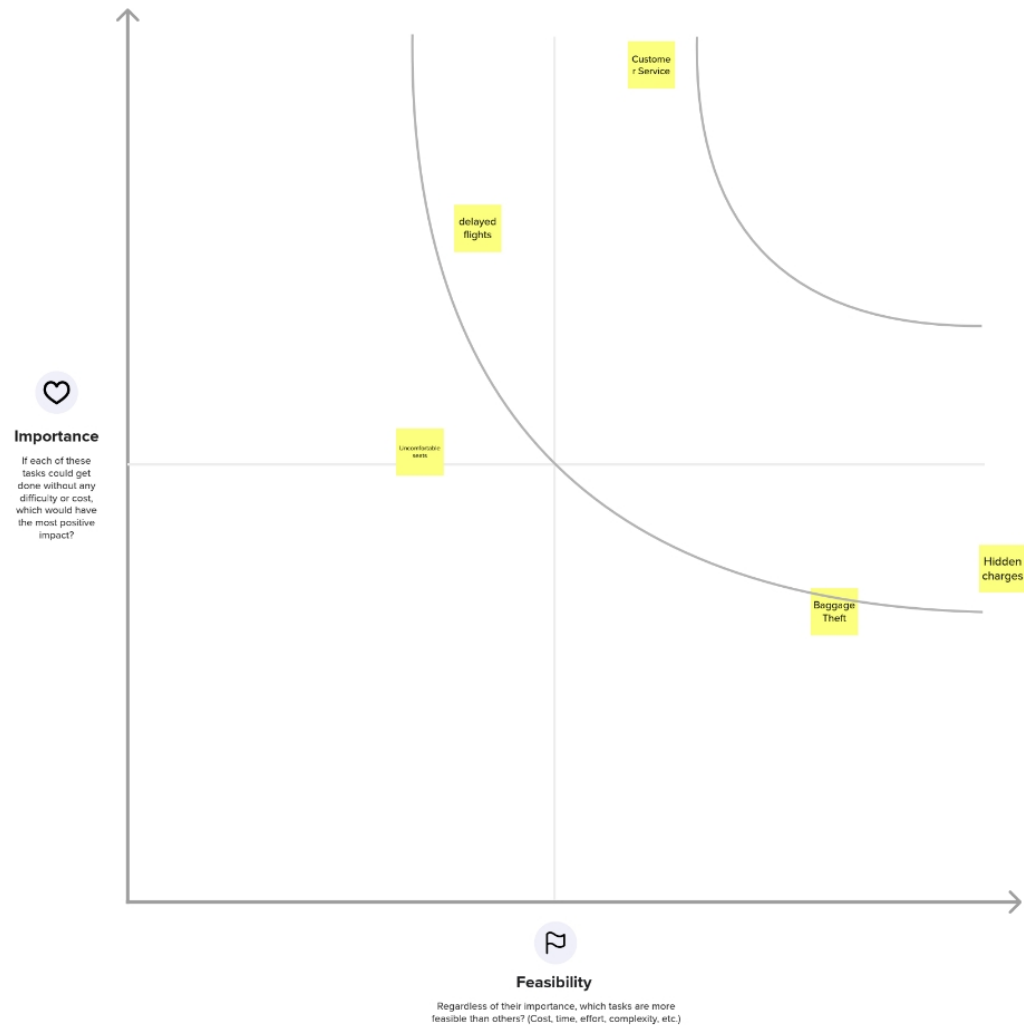 Custome
r Service
delayed
flights
Uncomfortable
seats
Hidden
charges
Baggage
Theft
Importance
If each of these
tasks could get
done without any
difficulty or cost,
which would have
the most positive
impact?
Feasibility
Regardless of their importance, which tasks are more
feasible than others? (Cost, time, effort, complexity, etc.)